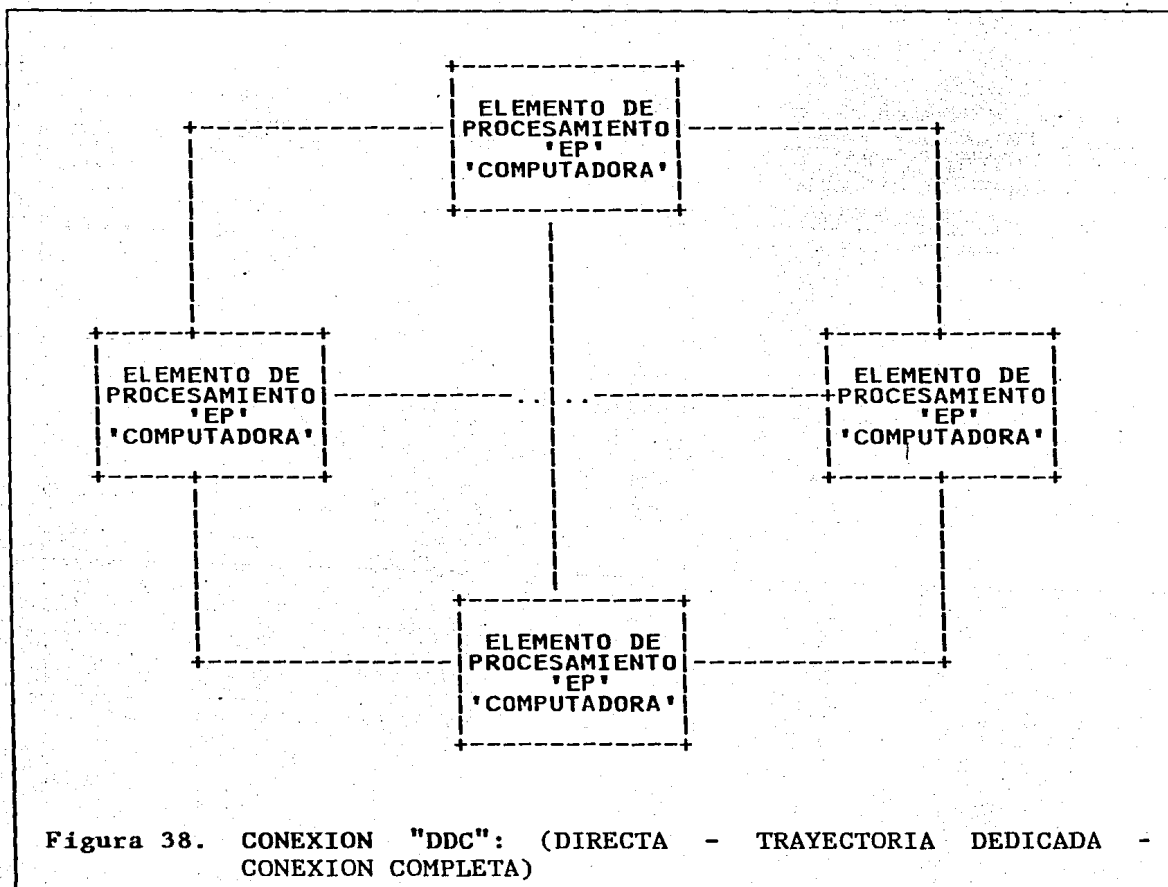 ELEMENTO DE
PROCESAMIENTO
'EP'
'COMPUTADORA'
ELEMENTO DE
PROCESAMIENTO
'EP'
'COMPUTADORA'
ELEMENTO DE
PROCESAMIENTO
'EP'
'COMPUTADORA'
ELEMENTO DE
PROCESAMIENTO
'EP'
'COMPUTADORA'
Figura 38. CONEXION "DDC": (DIRECTA - TRAYECTORIA DEDICADA -
CONEXION COMPLETA)